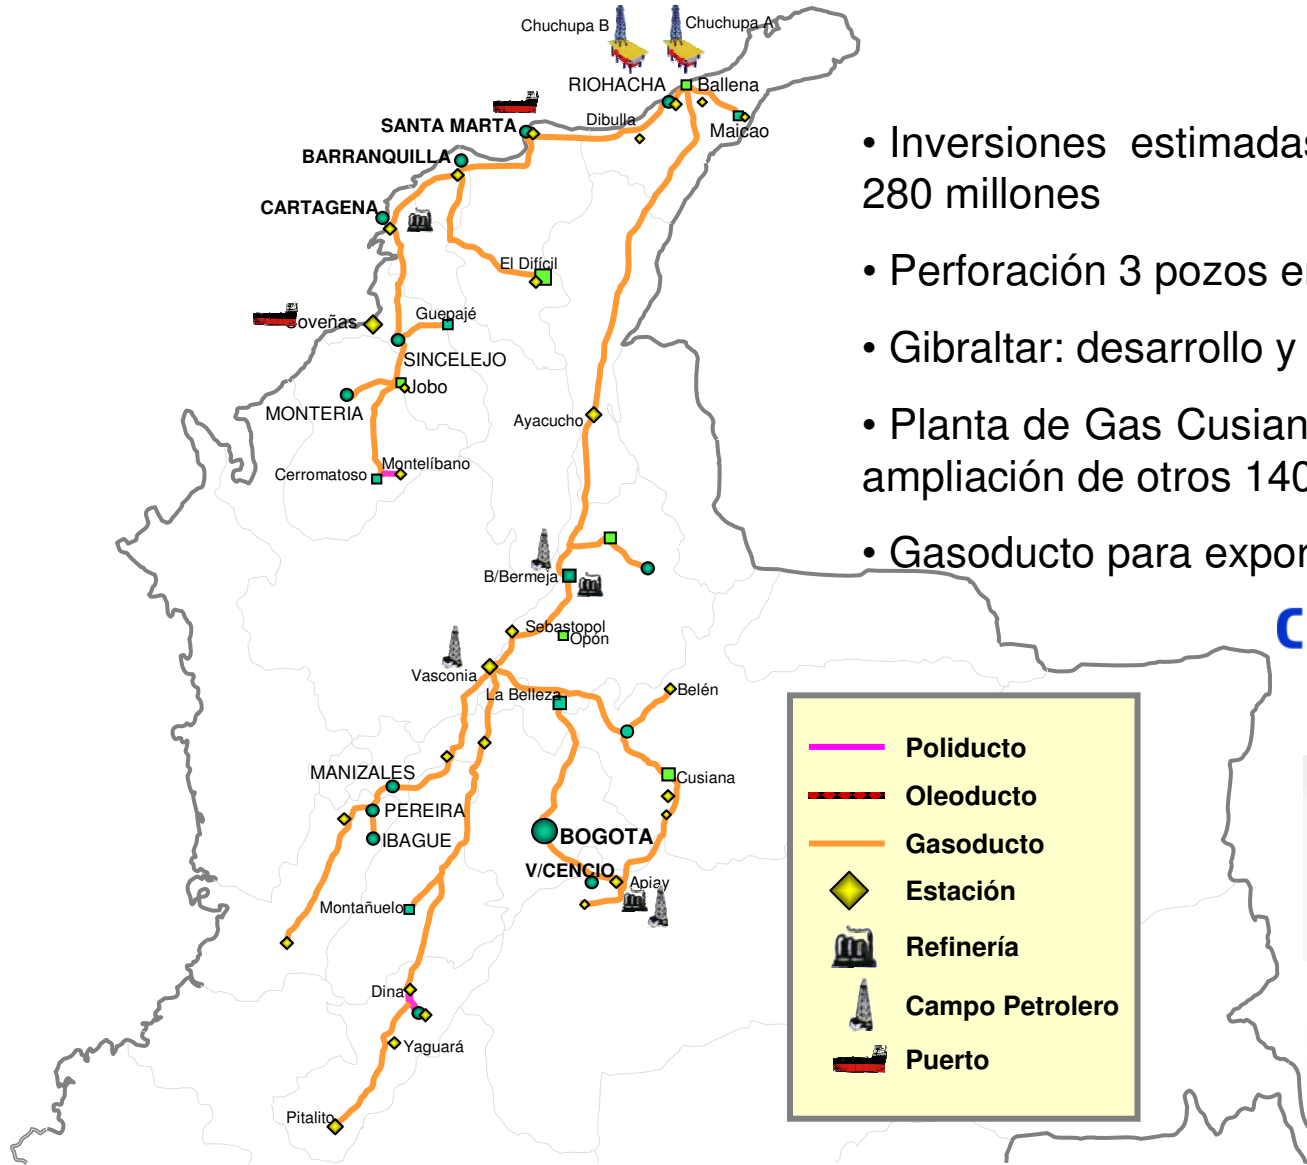 Chuchupa B
Chuchupa A
RIOHACHA
Ballena
Dibulla
Maicao
SANTA MARTA
BARRANQUILLA
CARTAGENA
El Difícil
Guepajé
Coveñas
SINCELEJO
Jobo
MONTERIA
Ayacucho
Montelíbano
Cerromatoso
B/Bermeja
Sebastopol
Opón
Vasconia
La Belleza
Belén
MANIZALES
Cusiana
PEREIRA
IBAGUE
BOGOTA
V/CENCIO
Apiay
Montañuelo
Dina
Yaguará
Pitalito
• Inversiones estimadas
280 millones
• Perforación 3 pozos en
• Gibraltar: desarrollo y
• Planta de Gas Cusian
ampliación de otros 140
• Gasoducto para expor
Poliducto
Oleoducto
Gasoducto
Estación
Refinería
Campo Petrolero
Puerto